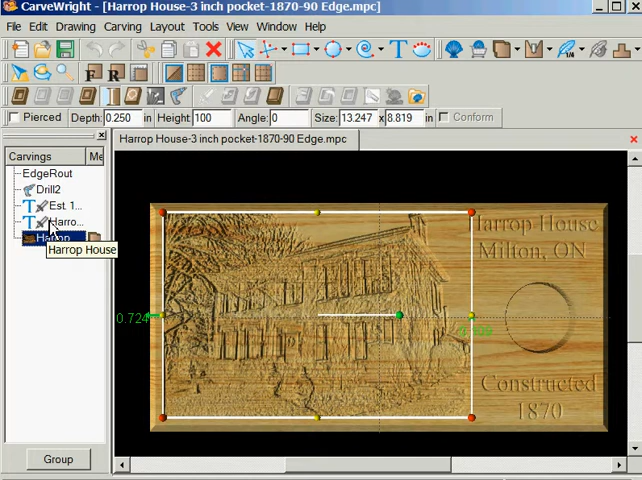 CarveWright - [Harrop House-3 inch pocket-1870-90 Edge.mpc]
File Edit Drawing Carving Layout Tools View Window Help
Pierced Depth: 0.250 in Height: 100 Angle: 0 Size: 13.247 x 8.819 in Conform
Harrop House-3 inch pocket-1870-90 Edge.mpc
Carvings Me
EdgeRout
Drill2
Est. 1...
Harro...
Harrop
Harrop House
Harrop House
Milton, ON
0.724
Constructed
1870
Group